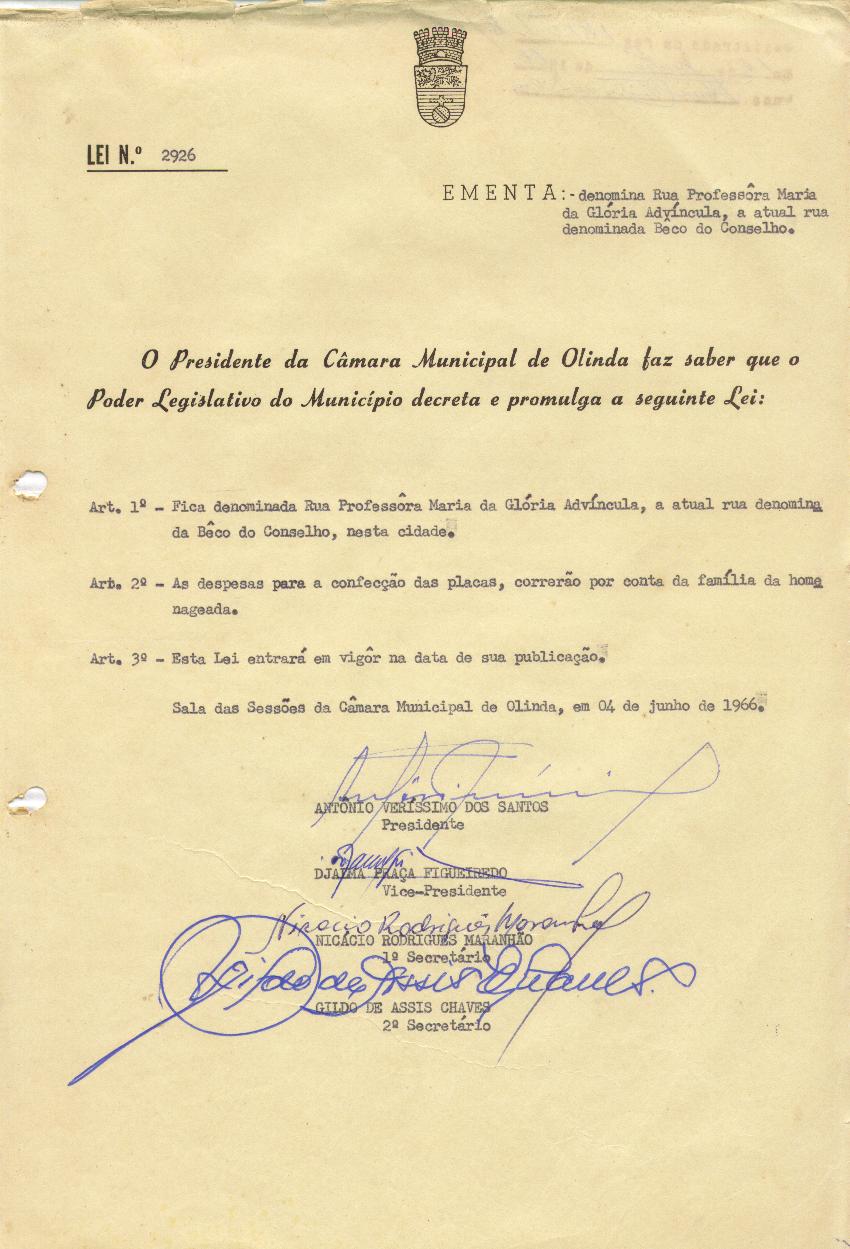 LEI N.º 2926
EMENTA:-denomina Rua Professôra Maria
da Glória Advíncula, a atual rua
denominada Bêco do Conselho.
O Presidente da Câmara Municipal de Olinda faz saber que o
Poder Legislativo do Município decreta e promulga a seguinte Lei:
Art. 1º - Fica denominada Rua Professôra Maria da Glória Advíncula, a atual rua denomina
da Bêco do Conselho, nesta cidade.
Art. 2º - As despesas para a confecção das placas, correrão por conta da família da home
nageada.
Art. 3º - Esta Lei entrará em vigôr na data de sua publicação.
Sala das Sessões da Câmara Municipal de Olinda, em 04 de junho de 1966.
ANTÔNIO VERÍSSIMO DOS SANTOS
Presidente
DJALMA PRAÇA FIGUEIREDO
Vice-Presidente
Nicácio Rodrigues Maranhão
NICÁCIO RODRIGUES MARANHÃO
1º Secretário
Gildo de Assis Chaves.
GILDO DE ASSIS CHAVES
2º Secretário